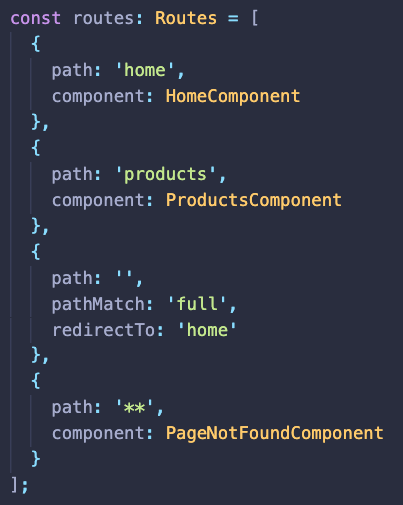 const routes: Routes = [
  {
    path: 'home',
    component: HomeComponent
  },
  {
    path: 'products',
    component: ProductsComponent
  },
  {
    path: '',
    pathMatch: 'full',
    redirectTo: 'home'
  },
  {
    path: '**',
    component: PageNotFoundComponent
  }
];